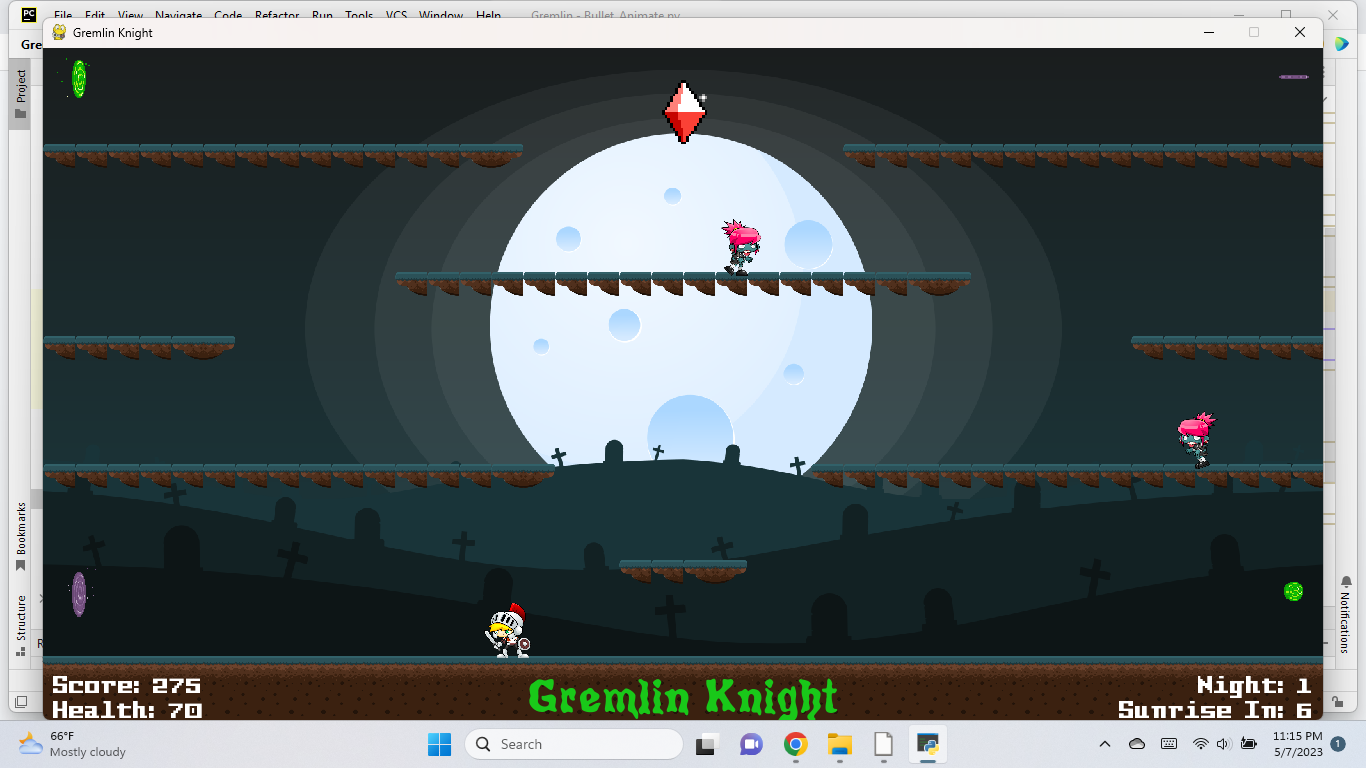 PC File Edit View Navigate Code Refactor Run Tools VCS Window Help Gremlin - Bullet_Animate.py
Gremlin Knight
Gre
Project
Bookmarks
Structure
R
Notifications
Score: 275
Health: 70
Gremlin Knight
Night: 1
Sunrise In: 6
66°F
Mostly cloudy
Search
11:15 PM
5/7/2023
1